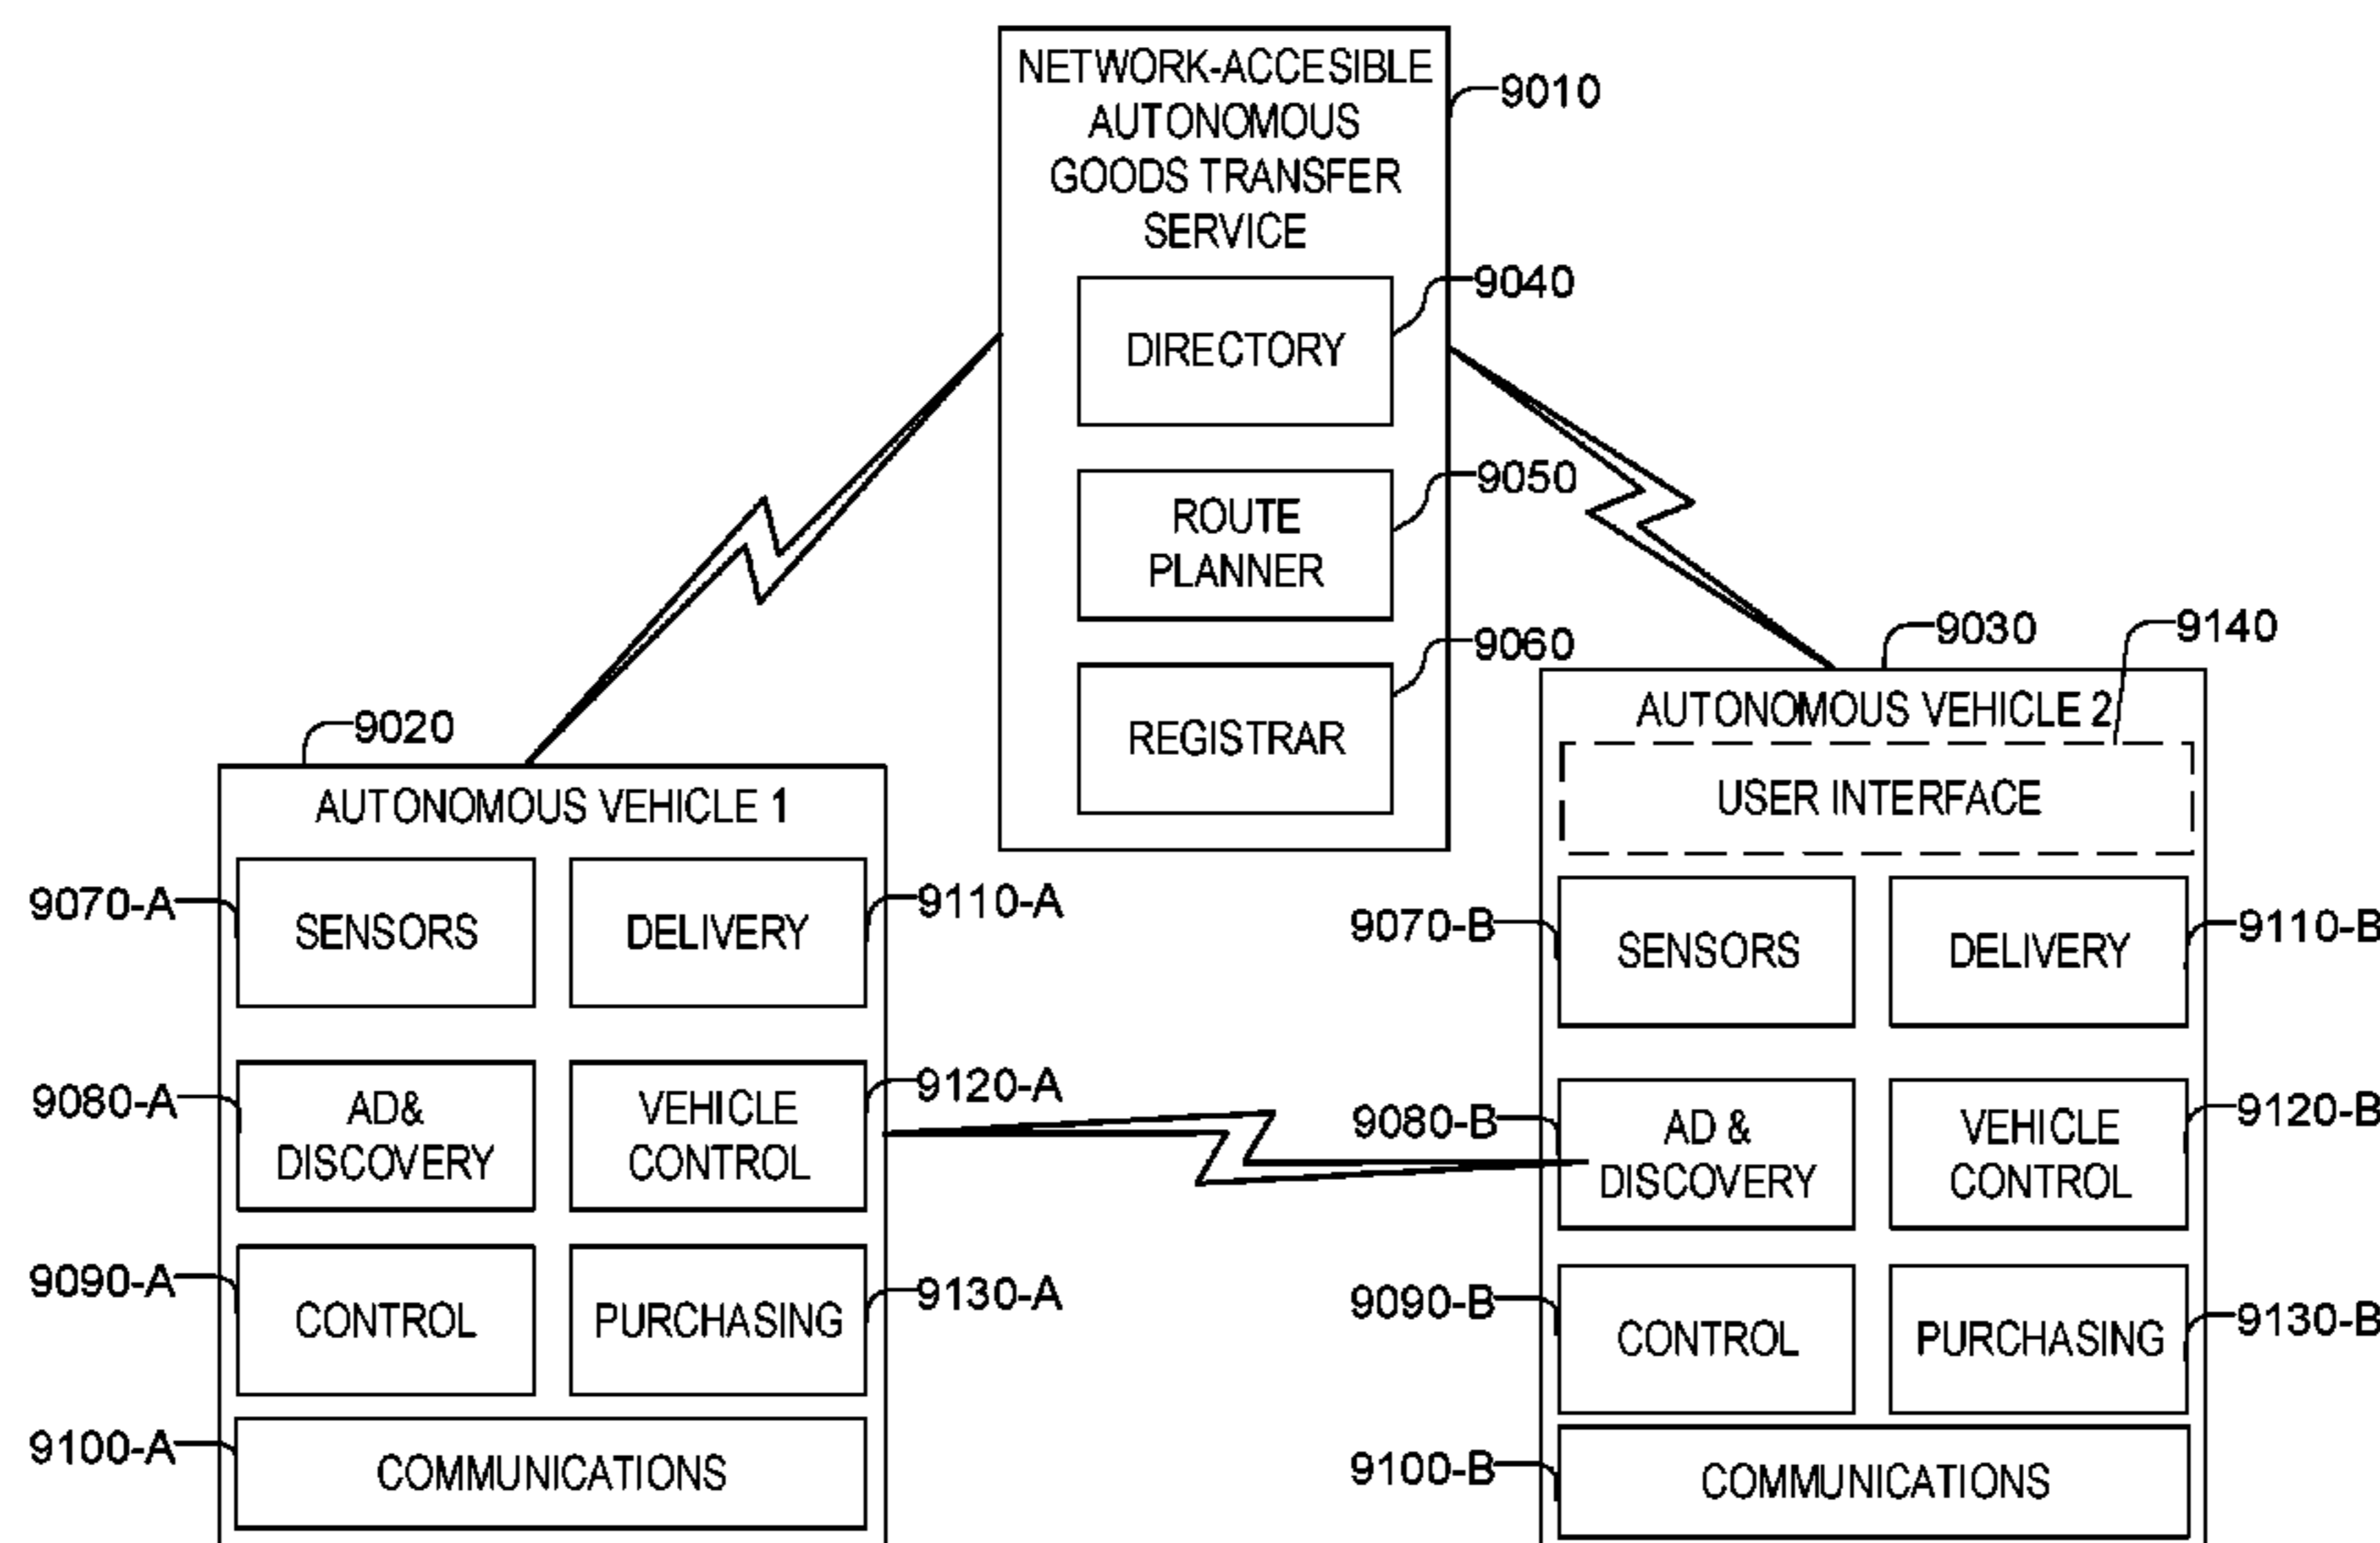 NETWORK-ACCESIBLE
AUTONOMOUS
GOODS TRANSFER
SERVICE
9010
DIRECTORY
9040
ROUTE
PLANNER
9050
REGISTRAR
9060
9020
AUTONOMOUS VEHICLE 1
9070-A
SENSORS
DELIVERY
9110-A
9080-A
AD&
DISCOVERY
VEHICLE
CONTROL
9120-A
9090-A
CONTROL
PURCHASING
9130-A
9100-A
COMMUNICATIONS
9030
9140
AUTONOMOUS VEHICLE 2
USER INTERFACE
9070-B
SENSORS
DELIVERY
9110-B
9080-B
AD &
DISCOVERY
VEHICLE
CONTROL
9120-B
9090-B
CONTROL
PURCHASING
9130-B
9100-B
COMMUNICATIONS